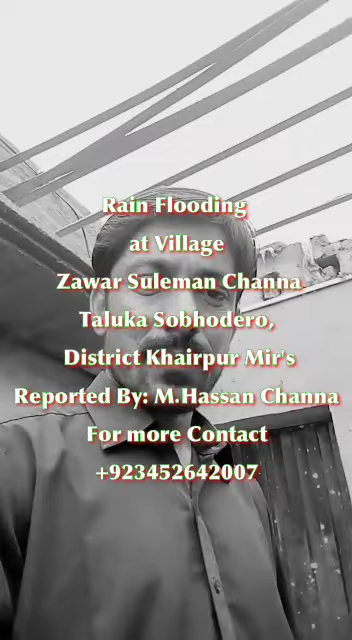 Rain Flooding
at Village
Zawar Suleman Channa
Taluka Sobhodero,
District Khairpur Mir's
Reported By: M.Hassan Channa
For more Contact
+923452642007